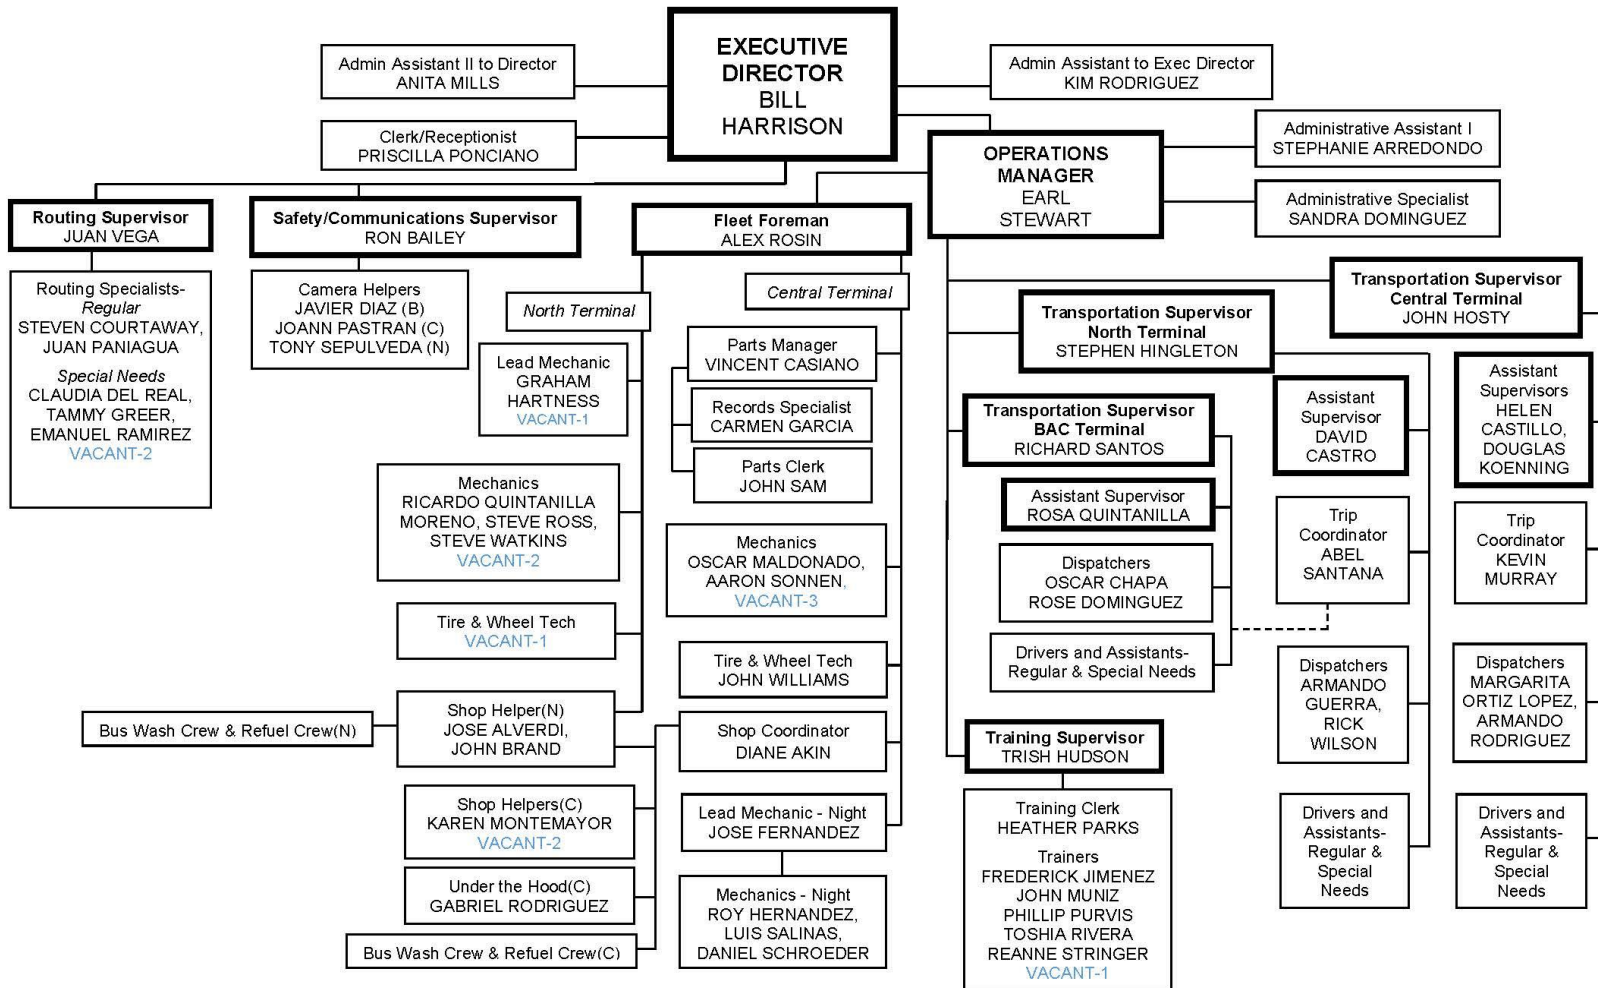 EXECUTIVE
DIRECTOR
BILL
HARRISON
Admin Assistant II to Director
ANITA MILLS
Admin Assistant to Exec Director
KIM RODRIGUEZ
Clerk/Receptionist
PRISCILLA PONCIANO
OPERATIONS
MANAGER
EARL
STEWART
Administrative Assistant I
STEPHANIE ARREDONDO
Administrative Specialist
SANDRA DOMINGUEZ
Routing Supervisor
JUAN VEGA
Safety/Communications Supervisor
RON BAILEY
Fleet Foreman
ALEX ROSIN
Routing Specialists-
Regular
STEVEN COURTAWAY,
JUAN PANIAGUA
Special Needs
CLAUDIA DEL REAL,
TAMMY GREER,
EMANUEL RAMIREZ
VACANT-2
Camera Helpers
JAVIER DIAZ (B)
JOANN PASTRAN (C)
TONY SEPULVEDA (N)
North Terminal
Central Terminal
Lead Mechanic
GRAHAM
HARTNESS
VACANT-1
Mechanics
RICARDO QUINTANILLA
MORENO, STEVE ROSS,
STEVE WATKINS
VACANT-2
Tire & Wheel Tech
VACANT-1
Shop Helper(N)
JOSE ALVERDI,
JOHN BRAND
Bus Wash Crew & Refuel Crew(N)
Parts Manager
VINCENT CASIANO
Records Specialist
CARMEN GARCIA
Parts Clerk
JOHN SAM
Mechanics
OSCAR MALDONADO,
AARON SONNEN,
VACANT-3
Tire & Wheel Tech
JOHN WILLIAMS
Shop Coordinator
DIANE AKIN
Shop Helpers(C)
KAREN MONTEMAYOR
VACANT-2
Under the Hood(C)
GABRIEL RODRIGUEZ
Bus Wash Crew & Refuel Crew(C)
Lead Mechanic - Night
JOSE FERNANDEZ
Mechanics - Night
ROY HERNANDEZ,
LUIS SALINAS,
DANIEL SCHROEDER
Transportation Supervisor
Central Terminal
JOHN HOSTY
Transportation Supervisor
North Terminal
STEPHEN HINGLETON
Transportation Supervisor
BAC Terminal
RICHARD SANTOS
Assistant Supervisor
ROSA QUINTANILLA
Dispatchers
OSCAR CHAPA
ROSE DOMINGUEZ
Drivers and Assistants-
Regular & Special Needs
Training Supervisor
TRISH HUDSON
Training Clerk
HEATHER PARKS
Trainers
FREDERICK JIMENEZ
JOHN MUNIZ
PHILLIP PURVIS
TOSHIA RIVERA
REANNE STRINGER
VACANT-1
Assistant
Supervisor
DAVID
CASTRO
Trip
Coordinator
ABEL
SANTANA
Dispatchers
ARMANDO
GUERRA,
RICK
WILSON
Drivers and
Assistants-
Regular &
Special
Needs
Assistant
Supervisors
HELEN
CASTILLO,
DOUGLAS
KOENNING
Trip
Coordinator
KEVIN
MURRAY
Dispatchers
MARGARITA
ORTIZ LOPEZ,
ARMANDO
RODRIGUEZ
Drivers and
Assistants-
Regular &
Special
Needs